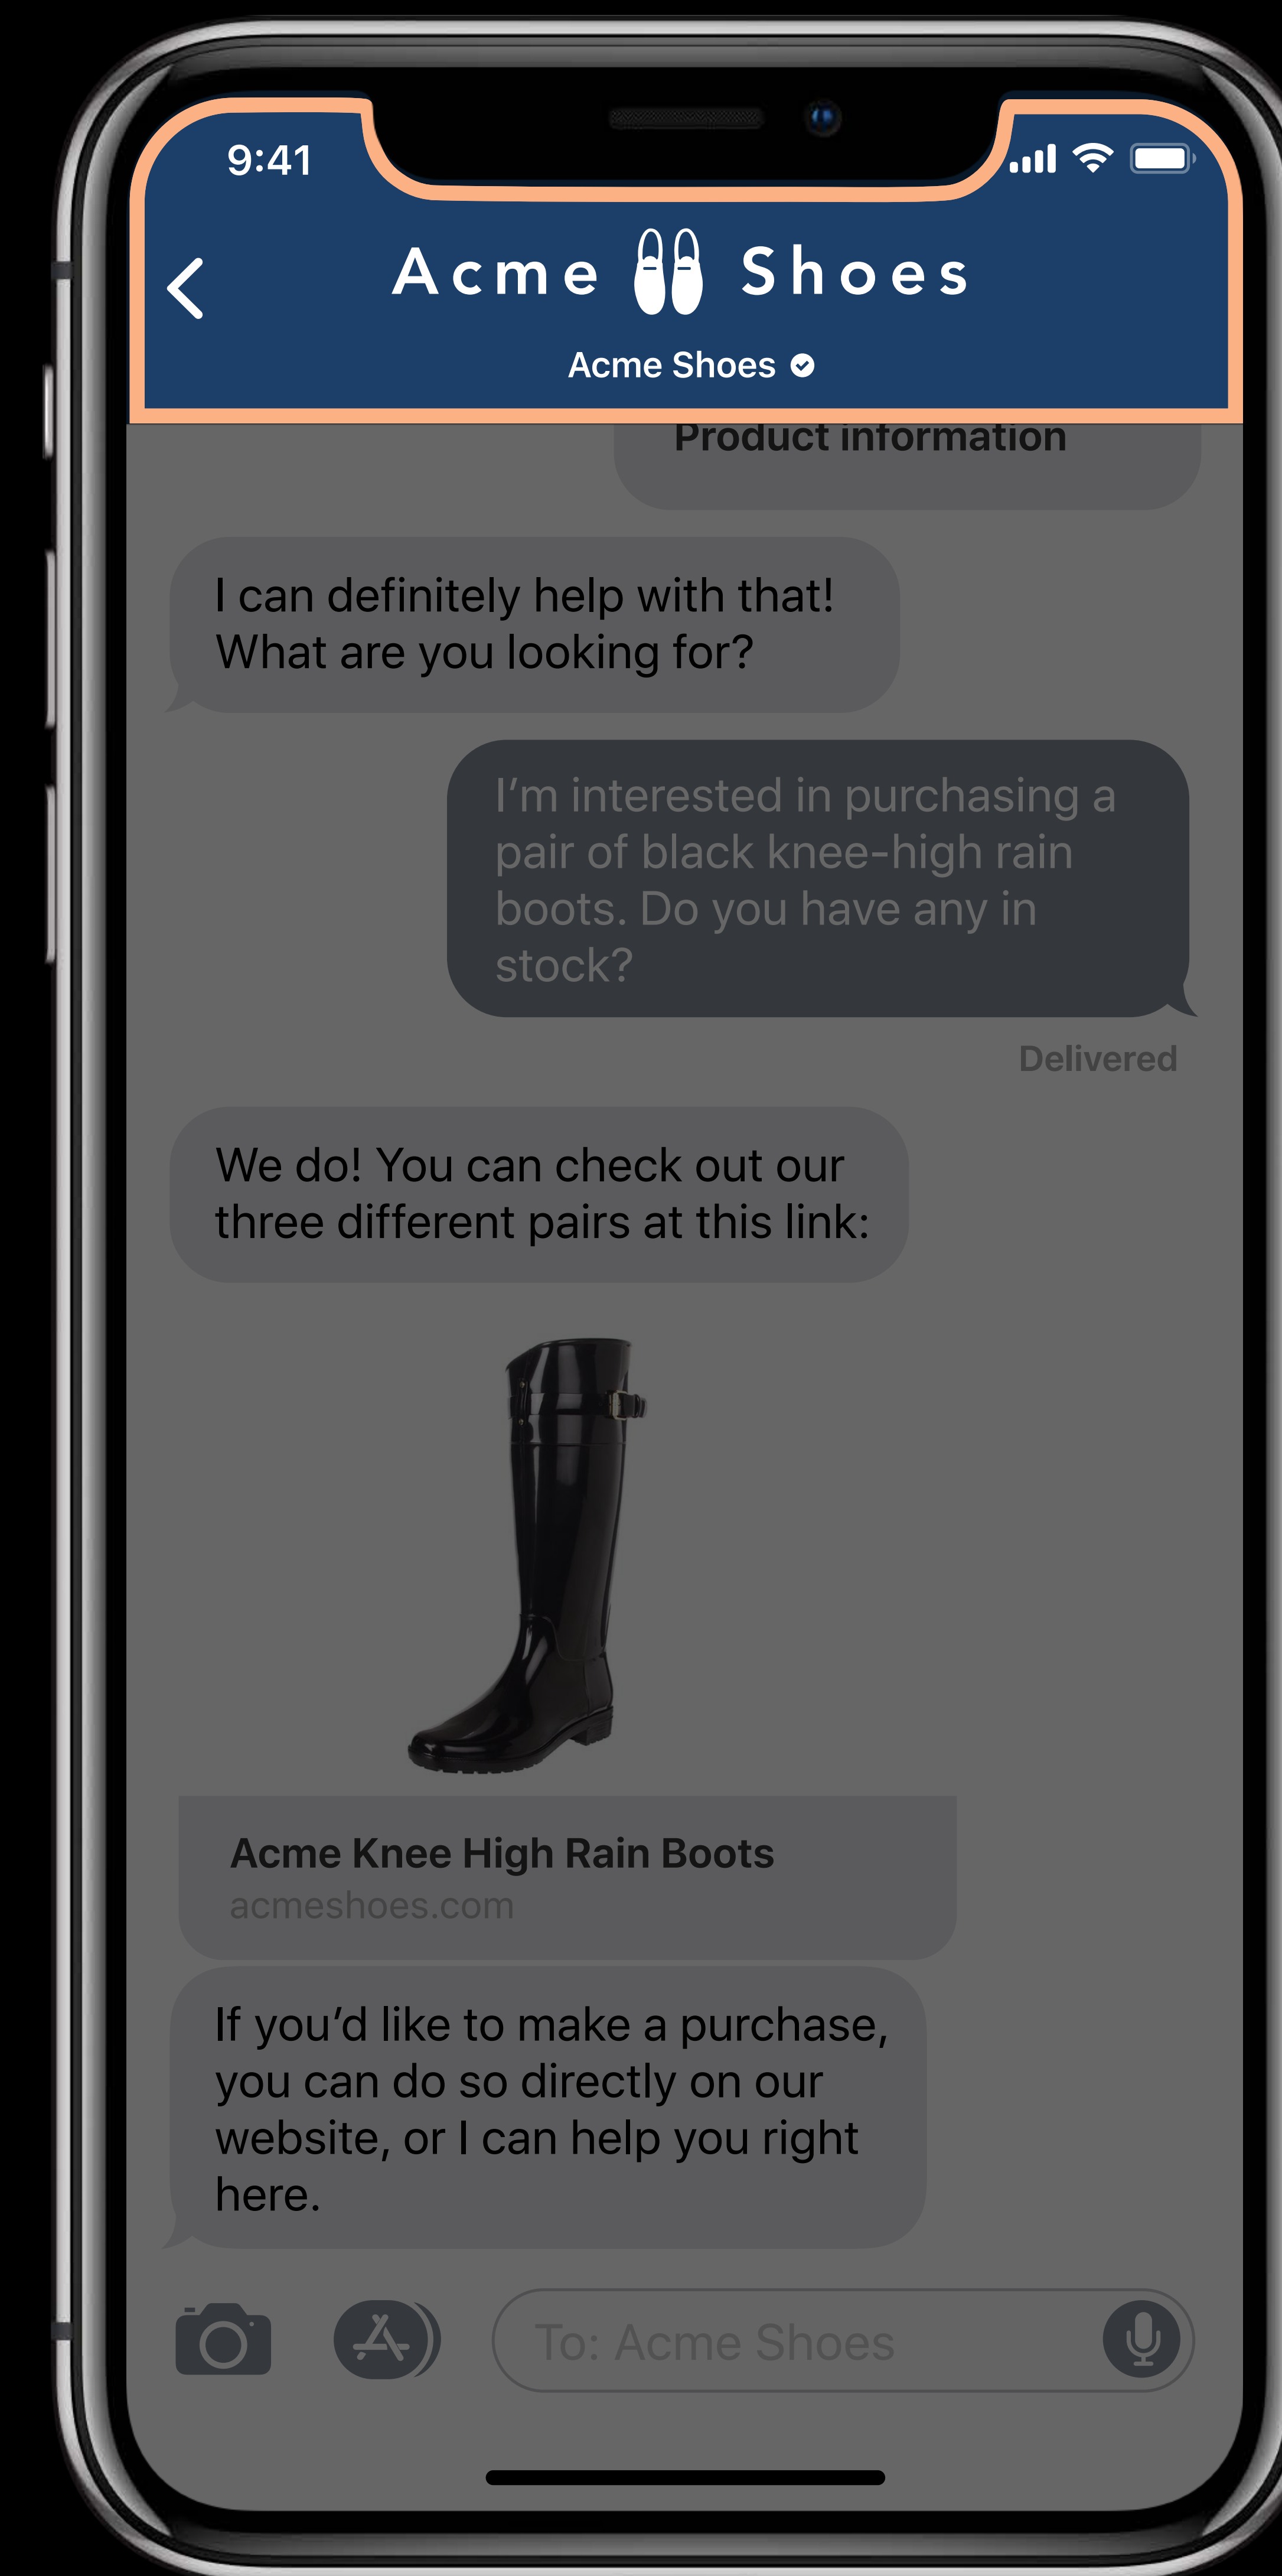 9:41
Acme Shoes
Acme Shoes
Product information
I can definitely help with that!
What are you looking for?
I’m interested in purchasing a
pair of black knee-high rain
boots. Do you have any in
stock?
Delivered
We do! You can check out our
three different pairs at this link:
Acme Knee High Rain Boots
acmeshoes.com
If you’d like to make a purchase,
you can do so directly on our
website, or I can help you right
here.
To: Acme Shoes